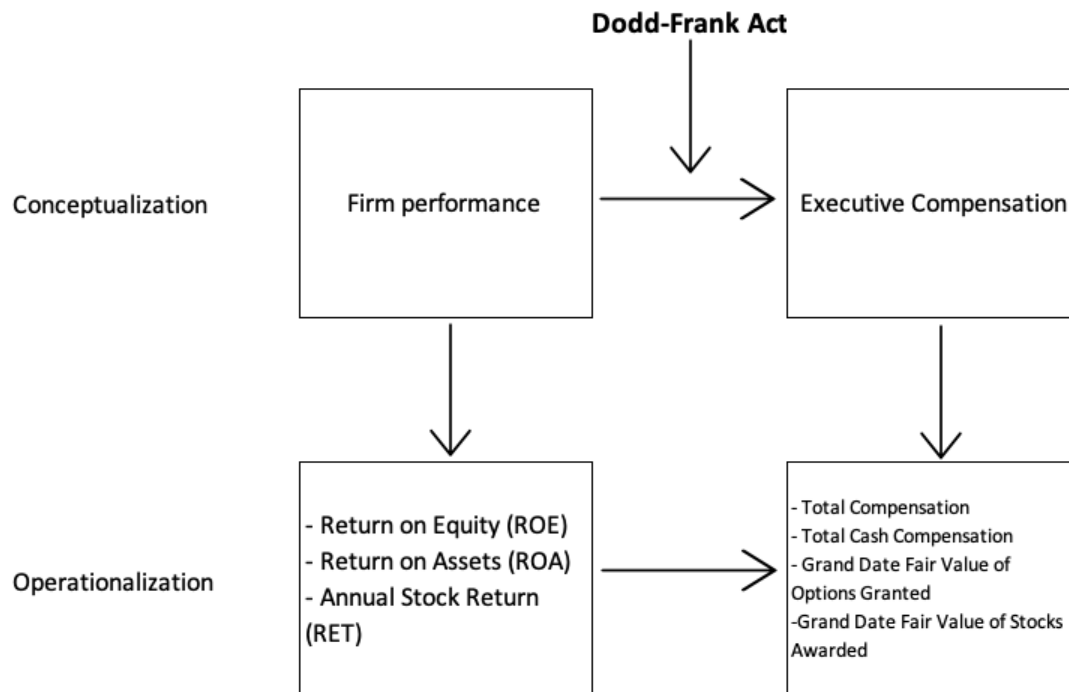 Dodd-Frank Act
Conceptualization
Firm performance
Executive Compensation
Operationalization
- Return on Equity (ROE)
- Return on Assets (ROA)
- Annual Stock Return
(RET)
- Total Compensation
- Total Cash Compensation
- Grand Date Fair Value of
Options Granted
-Grand Date Fair Value of Stocks
Awarded